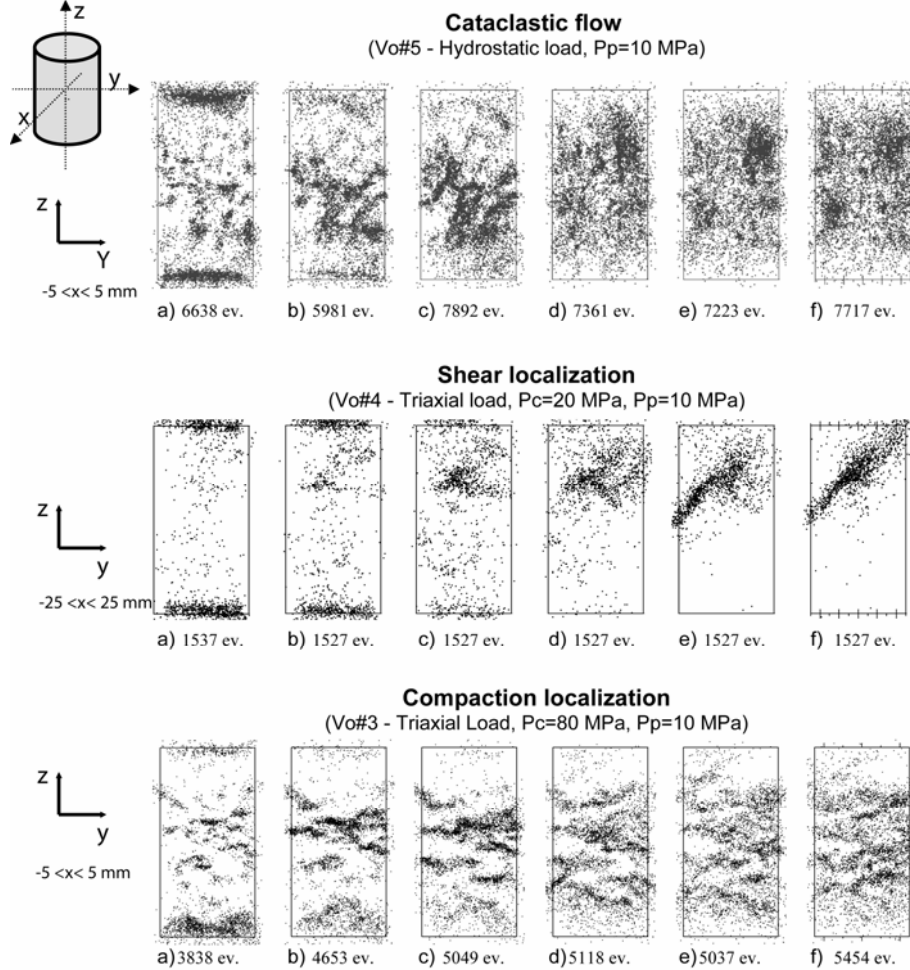 z
y
x
Cataclastic flow
(Vo#5 - Hydrostatic load, Pp=10 MPa)
z
Y
-5 <x< 5 mm
a) 6638 ev. b) 5981 ev. c) 7892 ev. d) 7361 ev. e) 7223 ev. f) 7717 ev.
Shear localization
(Vo#4 - Triaxial load, Pc=20 MPa, Pp=10 MPa)
z
y
-25 <x< 25 mm
a) 1537 ev. b) 1527 ev. c) 1527 ev. d) 1527 ev. e) 1527 ev. f) 1527 ev.
Compaction localization
(Vo#3 - Triaxial Load, Pc=80 MPa, Pp=10 MPa)
z
y
-5 <x< 5 mm
a)3838 ev. b) 4653 ev. c) 5049 ev. d) 5118 ev. e) 5037 ev. f) 5454 ev.